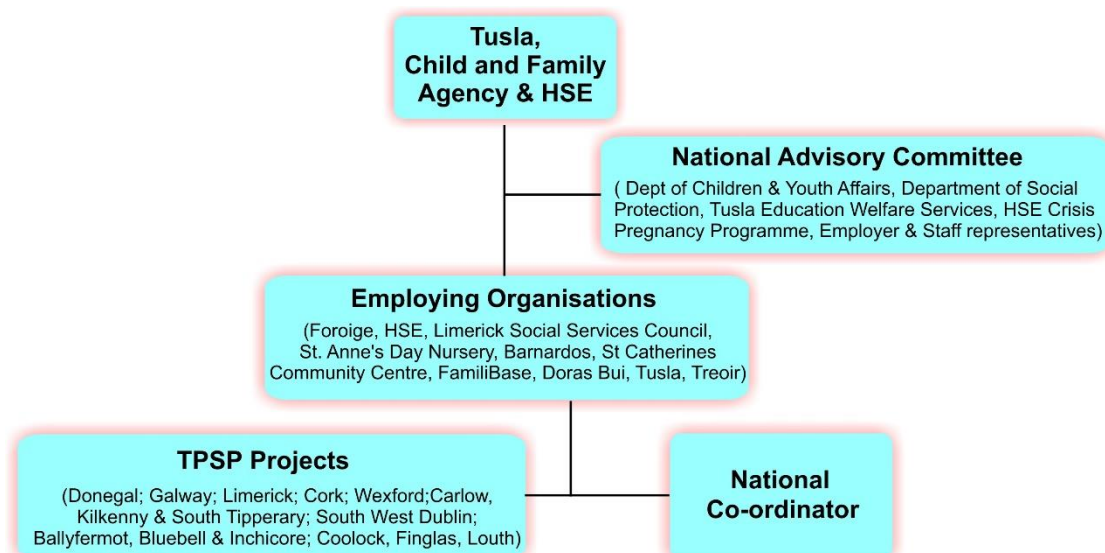 Tusla,
Child and Family
Agency & HSE
National Advisory Committee
( Dept of Children & Youth Affairs, Department of Social
Protection, Tusla Education Welfare Services, HSE Crisis
Pregnancy Programme, Employer & Staff representatives)
Employing Organisations
(Foroige, HSE, Limerick Social Services Council,
St. Anne's Day Nursery, Barnardos, St Catherines
Community Centre, FamiliBase, Doras Bui, Tusla, Treoir)
TPSP Projects
(Donegal; Galway; Limerick; Cork; Wexford;Carlow,
Kilkenny & South Tipperary; South West Dublin;
Ballyfermot, Bluebell & Inchicore; Coolock, Finglas, Louth)
National
Co-ordinator